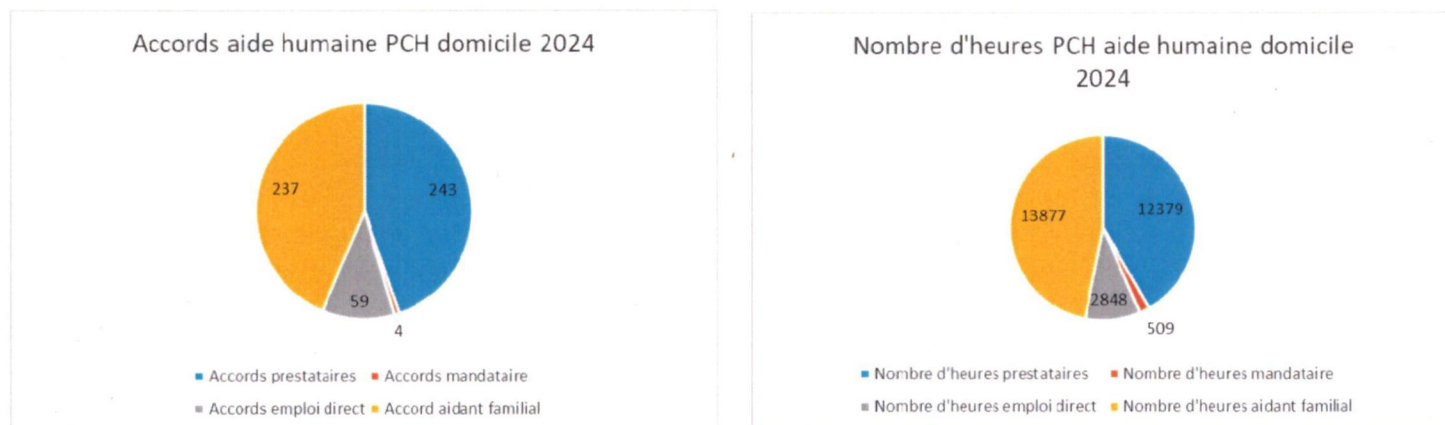 Accords aide humaine PCH domicile 2024
237
243
59
4
Accords prestataires
Accords mandataire
Accords emploi direct
Accord aidant familial
Nombre d'heures PCH aide humaine domicile
2024
13877
12379
2848
509
Nombre d'heures prestataires
Nombre d'heures mandataire
Nombre d'heures emploi direct
Nombre d'heures aidant familial